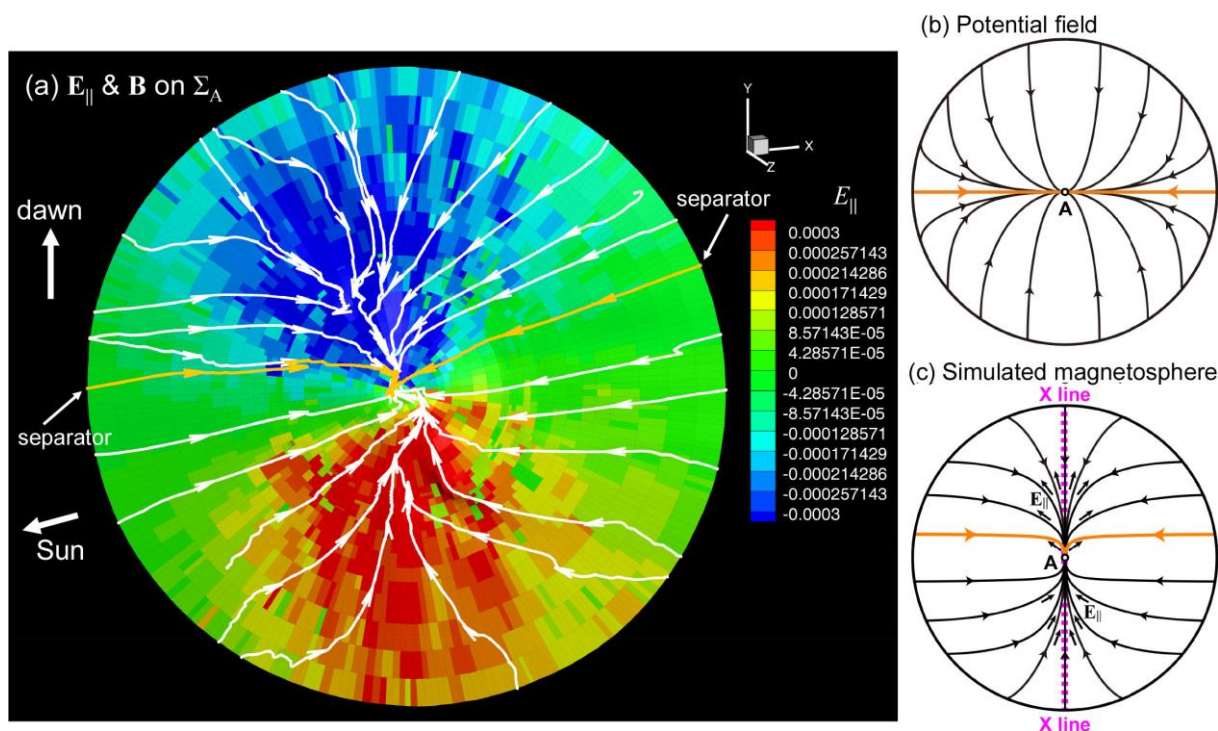 (a) E|| & B on ΣA
dawn
separator
Sun
Y
X
Z
separator
E||
0.0003
0.000257143
0.000214286
0.000171429
0.000128571
8.57143E-05
4.28571E-05
0
-4.28571E-05
-8.57143E-05
-0.000128571
-0.000171429
-0.000214286
-0.000257143
-0.0003
(b) Potential field
A
(c) Simulated magnetosphere
X line
E||
A
E||
X line